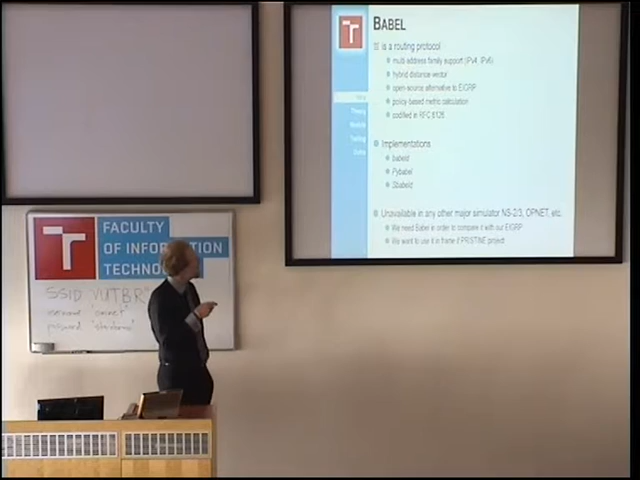 BABEL
is a routing protocol
multi address family support (IPv4, IPv6)
hybrid distance-vector
open-source alternative to EIGRP
policy-based metric calculation
codified in RFC 6126
Theory
Testing
Implementations
babeld
Pybabel
Sbabeld
Unavailable in any other major simulator NS-2/3, OPNET, etc.
We need Babel in order to compare it with our EIGRP
We want to use it in frame if PRISTINE project
FACULTY
OF INFORMATION
TECHNO
SSID VUTBR
password